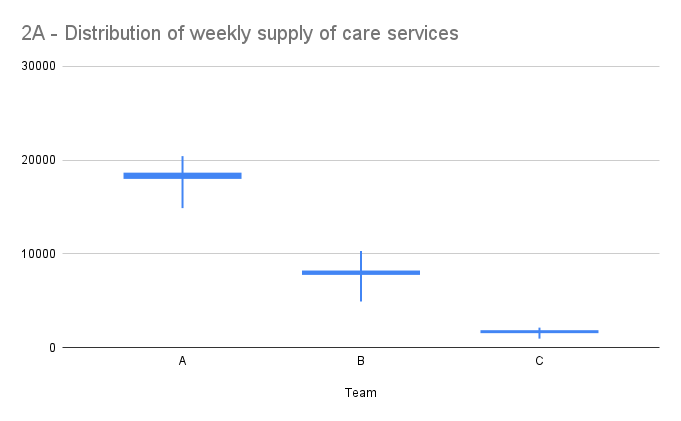 2A - Distribution of weekly supply of care services
30000
20000
10000
0
A B C
Team